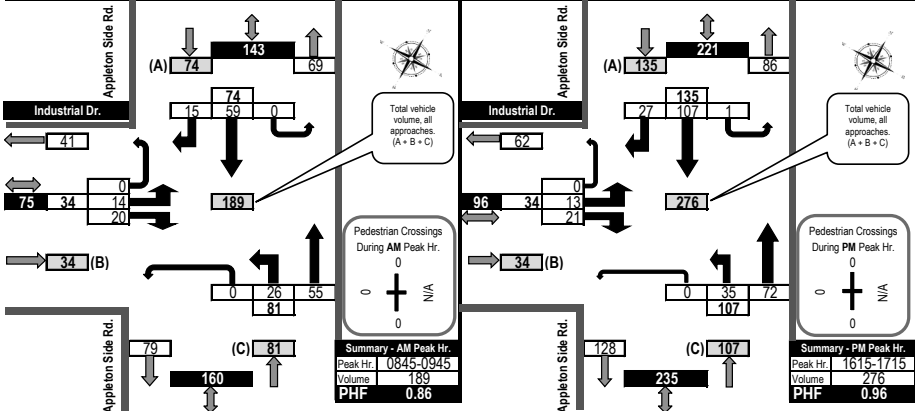 Appleton Side Rd.
143
(A) 74
69
74
15 59 0
Industrial Dr.
41
Total vehicle
volume, all
approaches.
(A + B + C)
0
75 34 14
20
189
34 (B)
Pedestrian Crossings
During AM Peak Hr.
0
0
N/A
0
0 26 55
81
Appleton Side Rd.
79
(C) 81
160
Summary - AM Peak Hr.
Peak Hr. 0845-0945
Volume 189
PHF 0.86
Appleton Side Rd.
221
(A) 135
86
135
27 107 1
Industrial Dr.
62
Total vehicle
volume, all
approaches.
(A + B + C)
0
96 34 13
21
276
34 (B)
Pedestrian Crossings
During PM Peak Hr.
0
0
N/A
0
0 35 72
107
Appleton Side Rd.
128
(C) 107
235
Summary - PM Peak Hr.
Peak Hr. 1615-1715
Volume 276
PHF 0.96